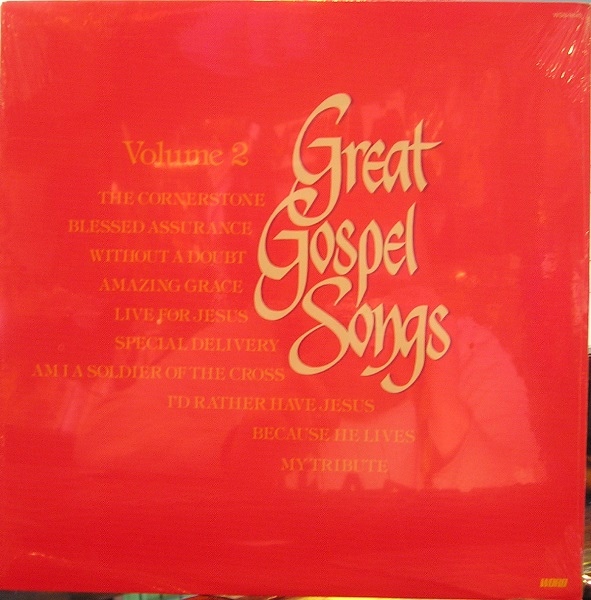 Volume 2
Great
Gospel
Songs
THE CORNERSTONE
BLESSED ASSURANCE
WITHOUT A DOUBT
AMAZING GRACE
LIVE FOR JESUS
SPECIAL DELIVERY
AM I A SOLDIER OF THE CROSS
I'D RATHER HAVE JESUS
BECAUSE HE LIVES
MY TRIBUTE
WORD